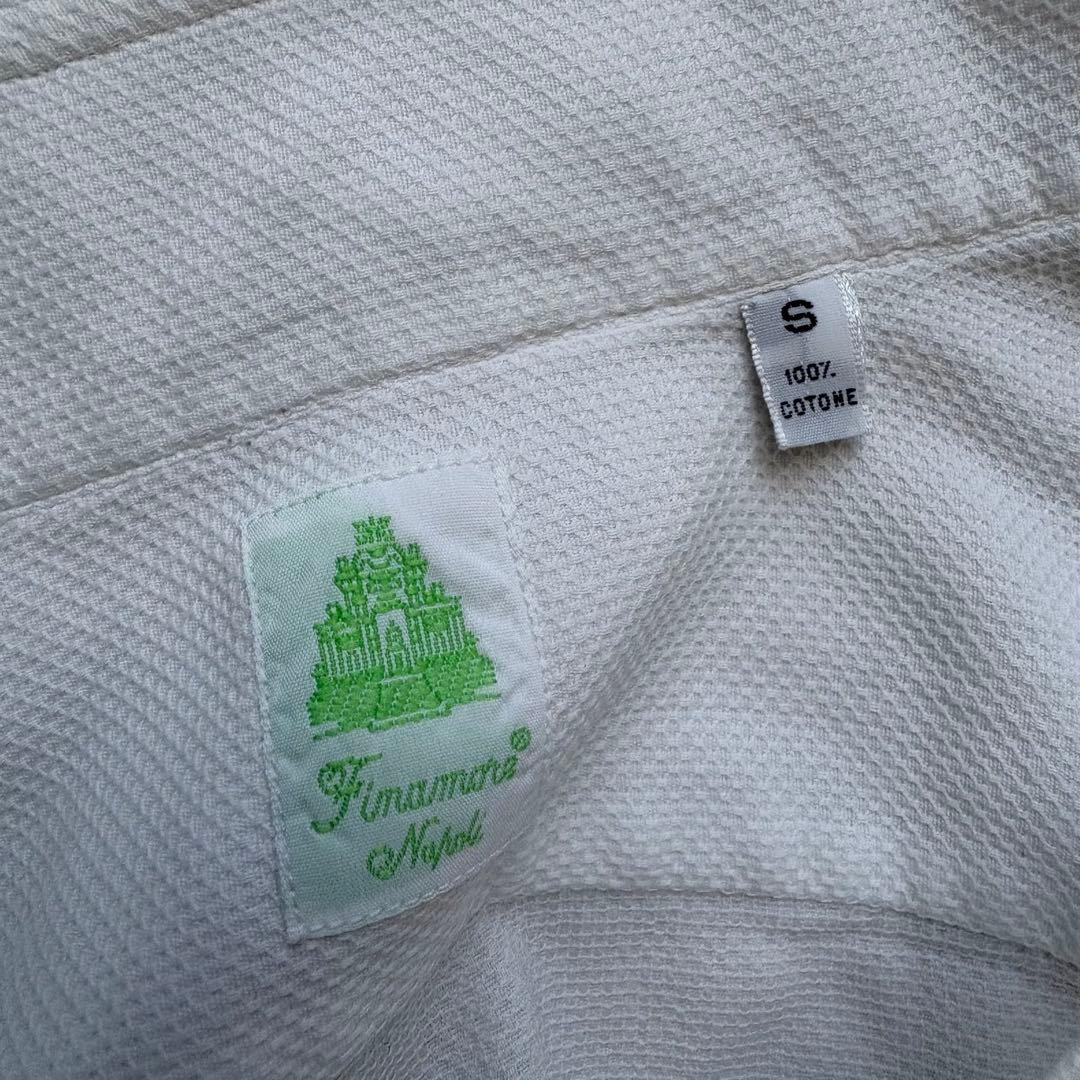 S
100%
COTONE
Finamore®
Napoli